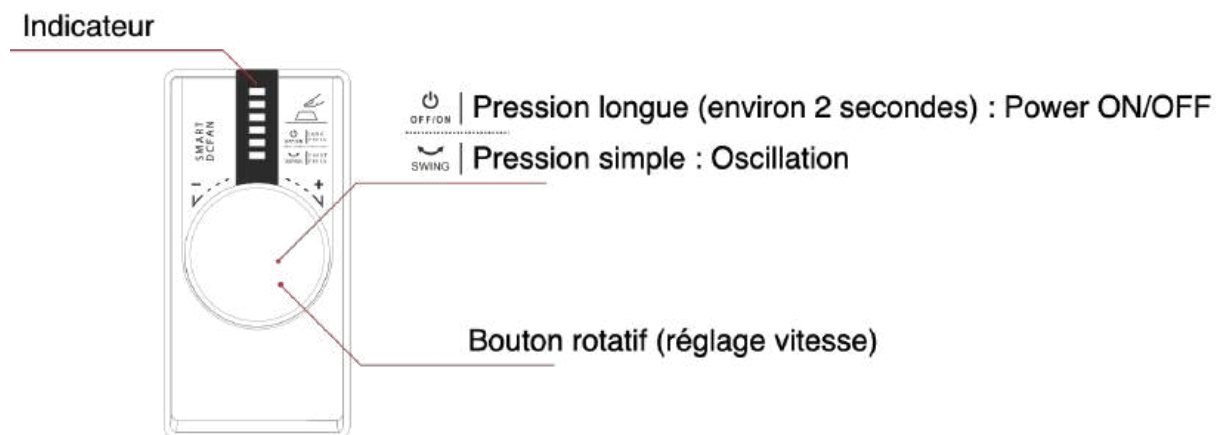 Indicateur
SMART
DCFAN
OFF/ON
Pression longue (environ 2 secondes) : Power ON/OFF
SWING
Pression simple : Oscillation
- +
Bouton rotatif (réglage vitesse)